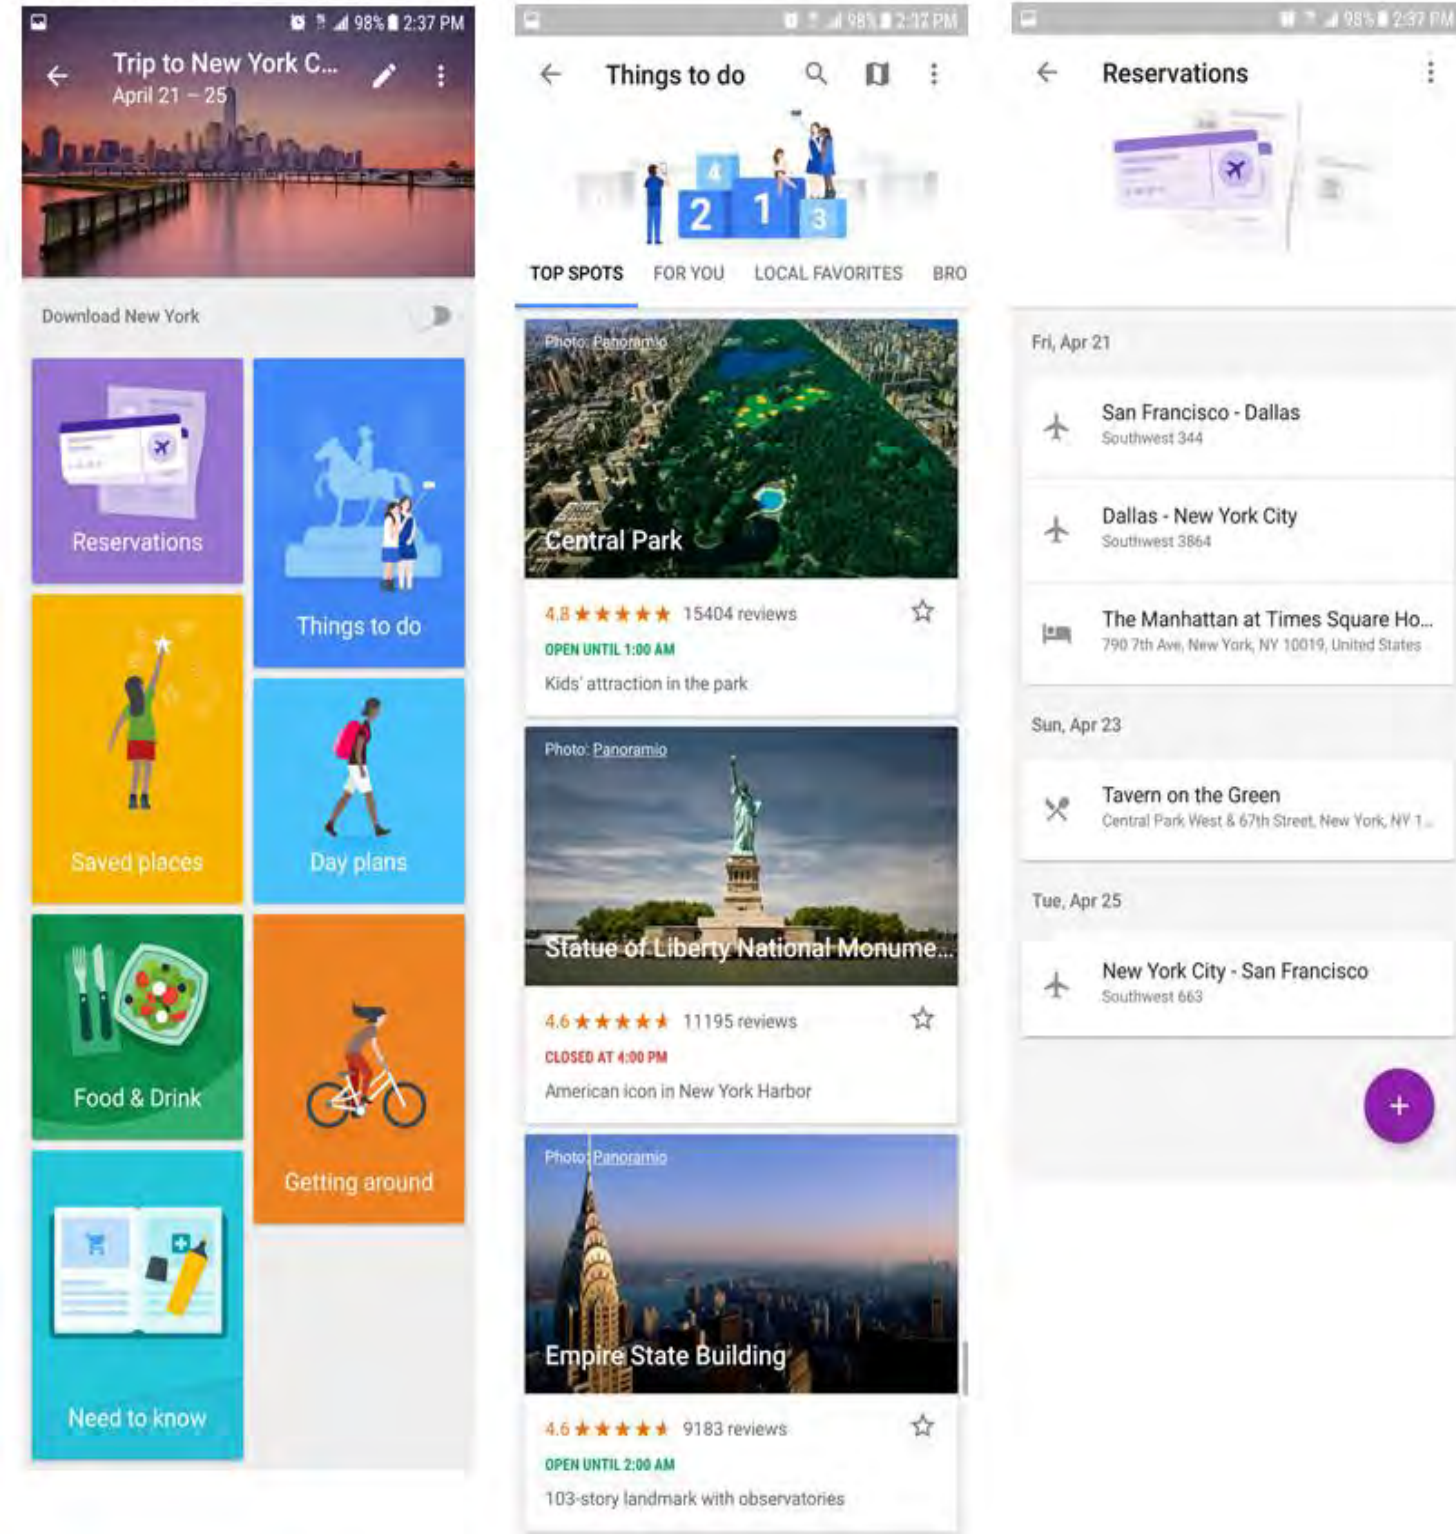 98% 2:37 PM
Trip to New York C...
April 21 – 25
Download New York
Reservations
Things to do
Saved places
Day plans
Food & Drink
Getting around
Need to know
98% 2:37 PM
Things to do
4
2
1
3
TOP SPOTS FOR YOU LOCAL FAVORITES BRO
Photo: Panoramio
Central Park
4.8 15404 reviews
OPEN UNTIL 1:00 AM
Kids' attraction in the park
Photo: Panoramio
Statue of Liberty National Monume...
4.6 11195 reviews
CLOSED AT 4:00 PM
American icon in New York Harbor
Photo: Panoramio
Empire State Building
4.6 9183 reviews
OPEN UNTIL 2:00 AM
103-story landmark with observatories
98% 2:37 PM
Reservations
Fri, Apr 21
San Francisco - Dallas
Southwest 344
Dallas - New York City
Southwest 3864
The Manhattan at Times Square Ho...
790 7th Ave, New York, NY 10019, United States
Sun, Apr 23
Tavern on the Green
Central Park West & 67th Street, New York, NY 1...
Tue, Apr 25
New York City - San Francisco
Southwest 663